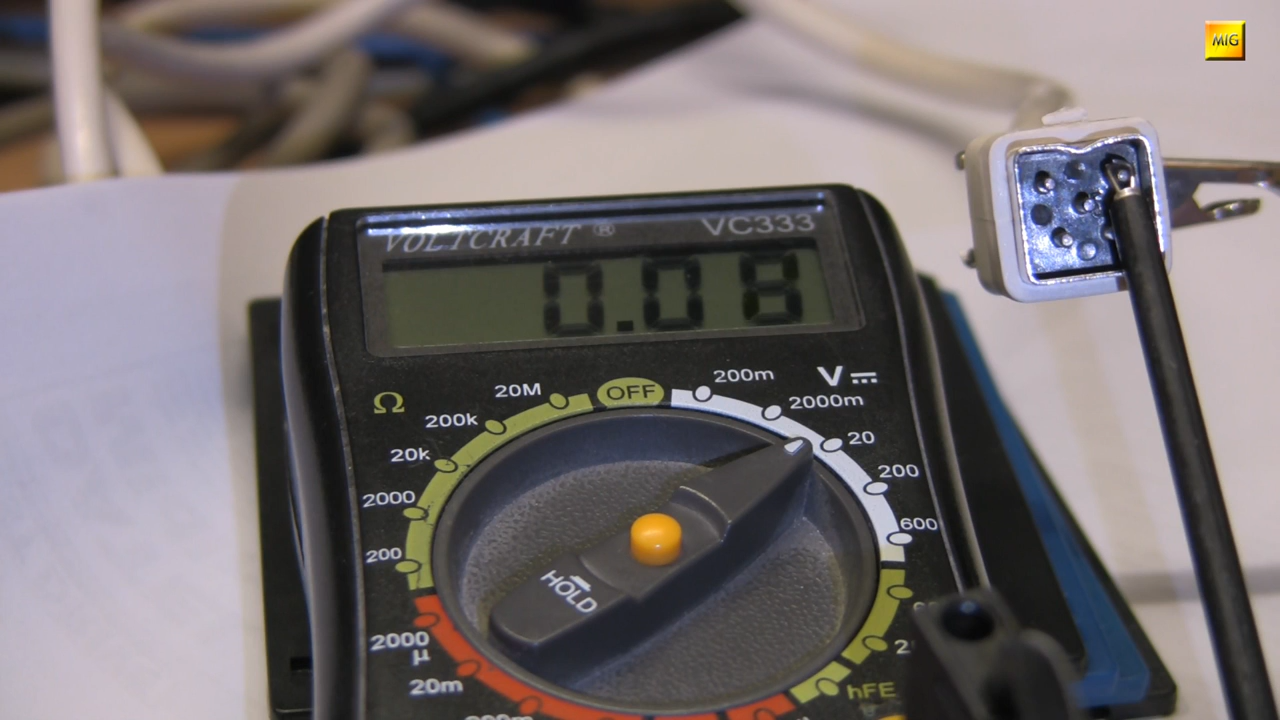 MIG
VOLTCRAFT ® VC333
0.08
Ω 20M OFF 200m V
200k 2000m
20k 20
2000 200
200 600
HOLD
2000
µ
20m hFE